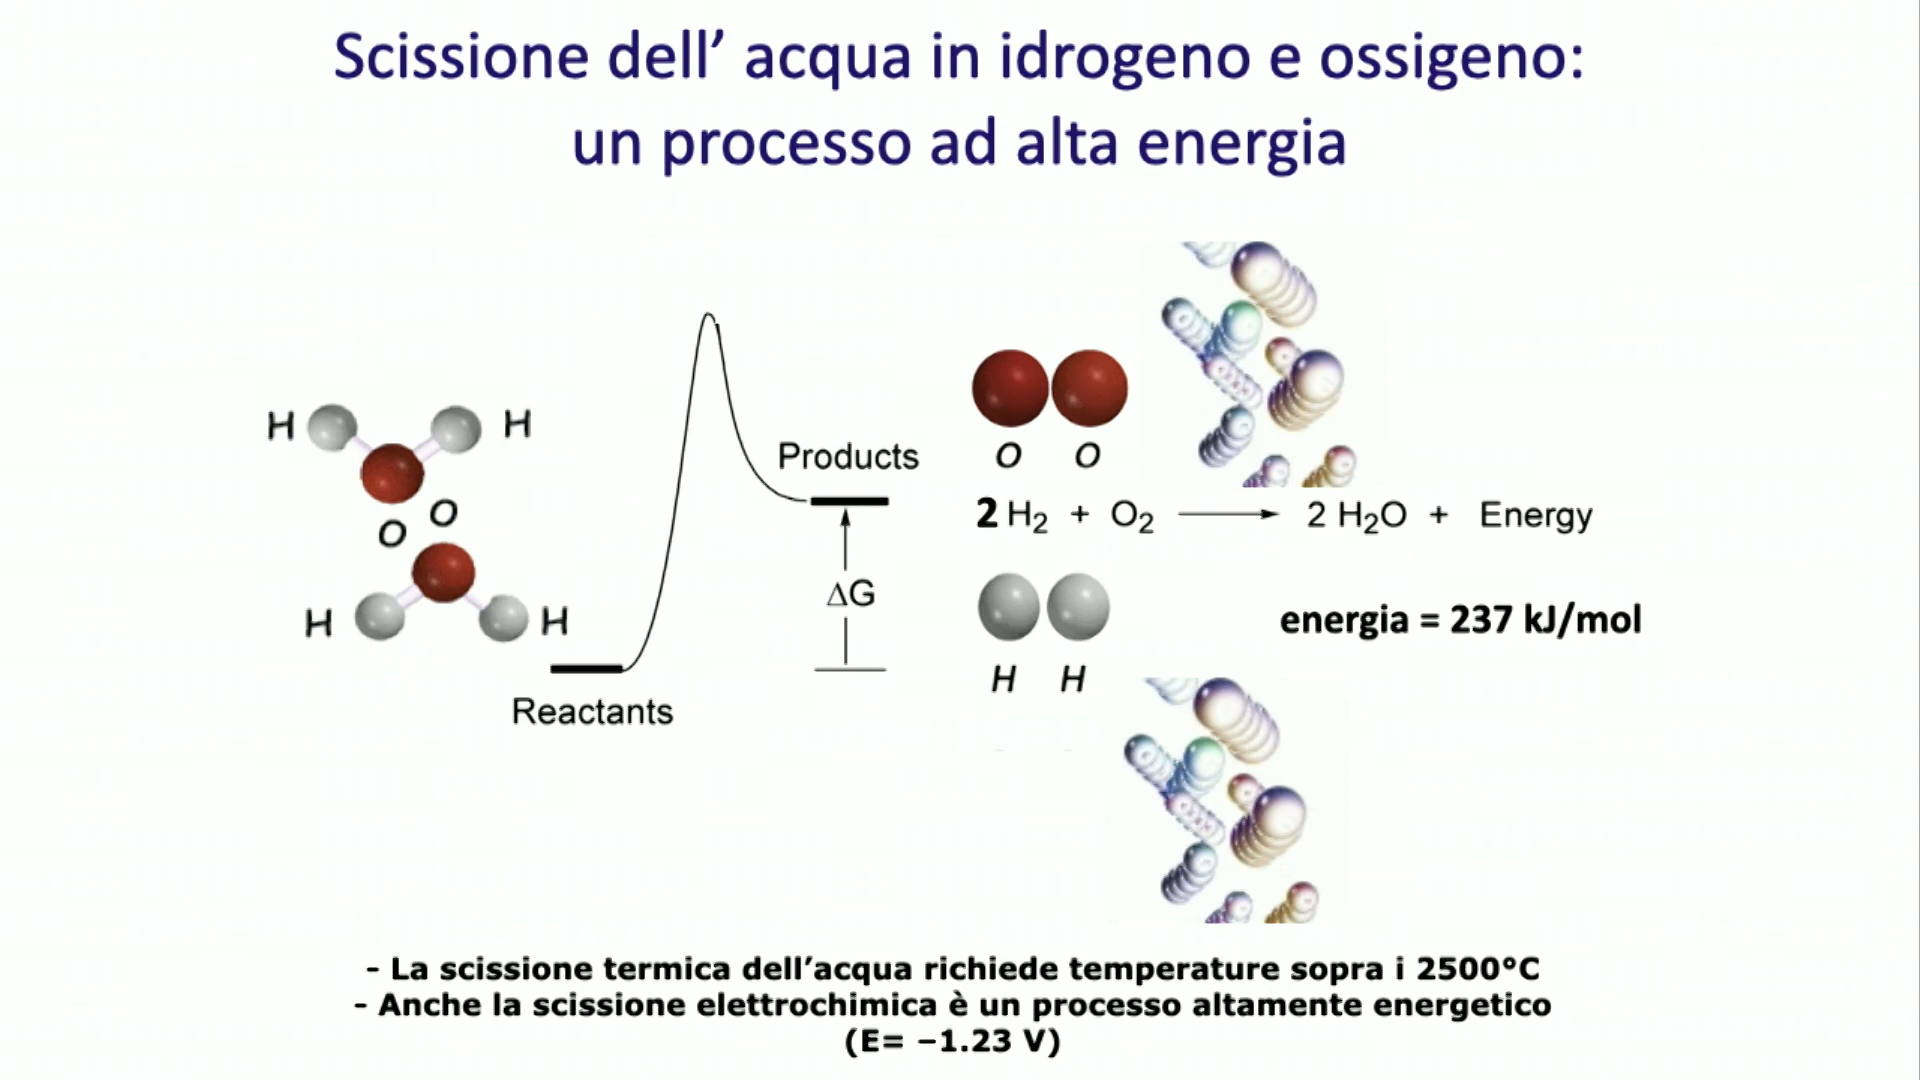 Scissione dell’ acqua in idrogeno e ossigeno:
un processo ad alta energia
H H
O
O
H H
Reactants
Products
ΔG
O O
2 H₂ + O₂ ⟶ 2 H₂O + Energy
energia = 237 kJ/mol
H H
- La scissione termica dell’acqua richiede temperature sopra i 2500°C
- Anche la scissione elettrochimica è un processo altamente energetico
(E= −1.23 V)